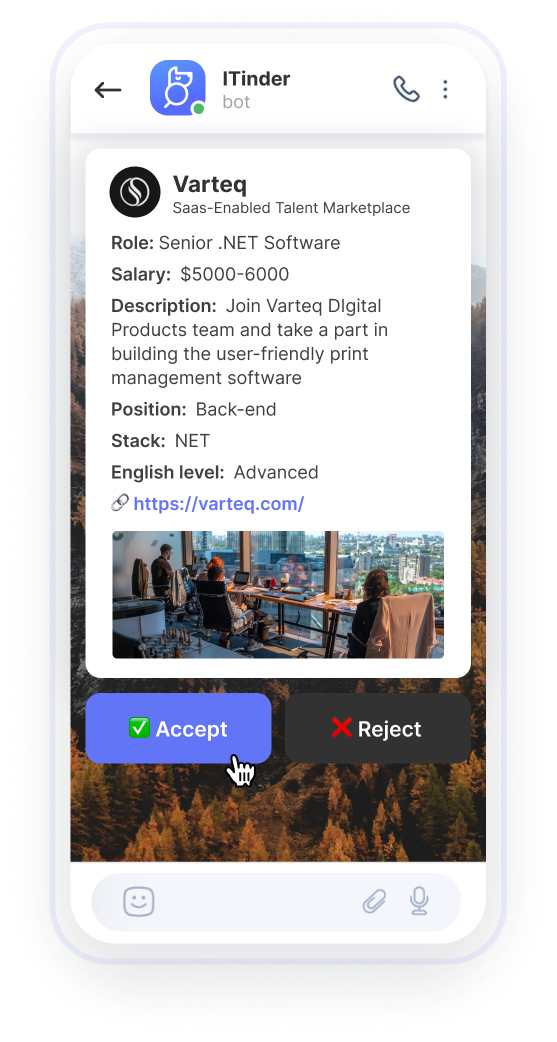 ITinder
bot
Varteq
Saas-Enabled Talent Marketplace
Role: Senior .NET Software
Salary: $5000-6000
Description: Join Varteq DIgital
Products team and take a part in
building the user-friendly print
management software
Position: Back-end
Stack: NET
English level: Advanced
https://varteq.com/
Accept
Reject